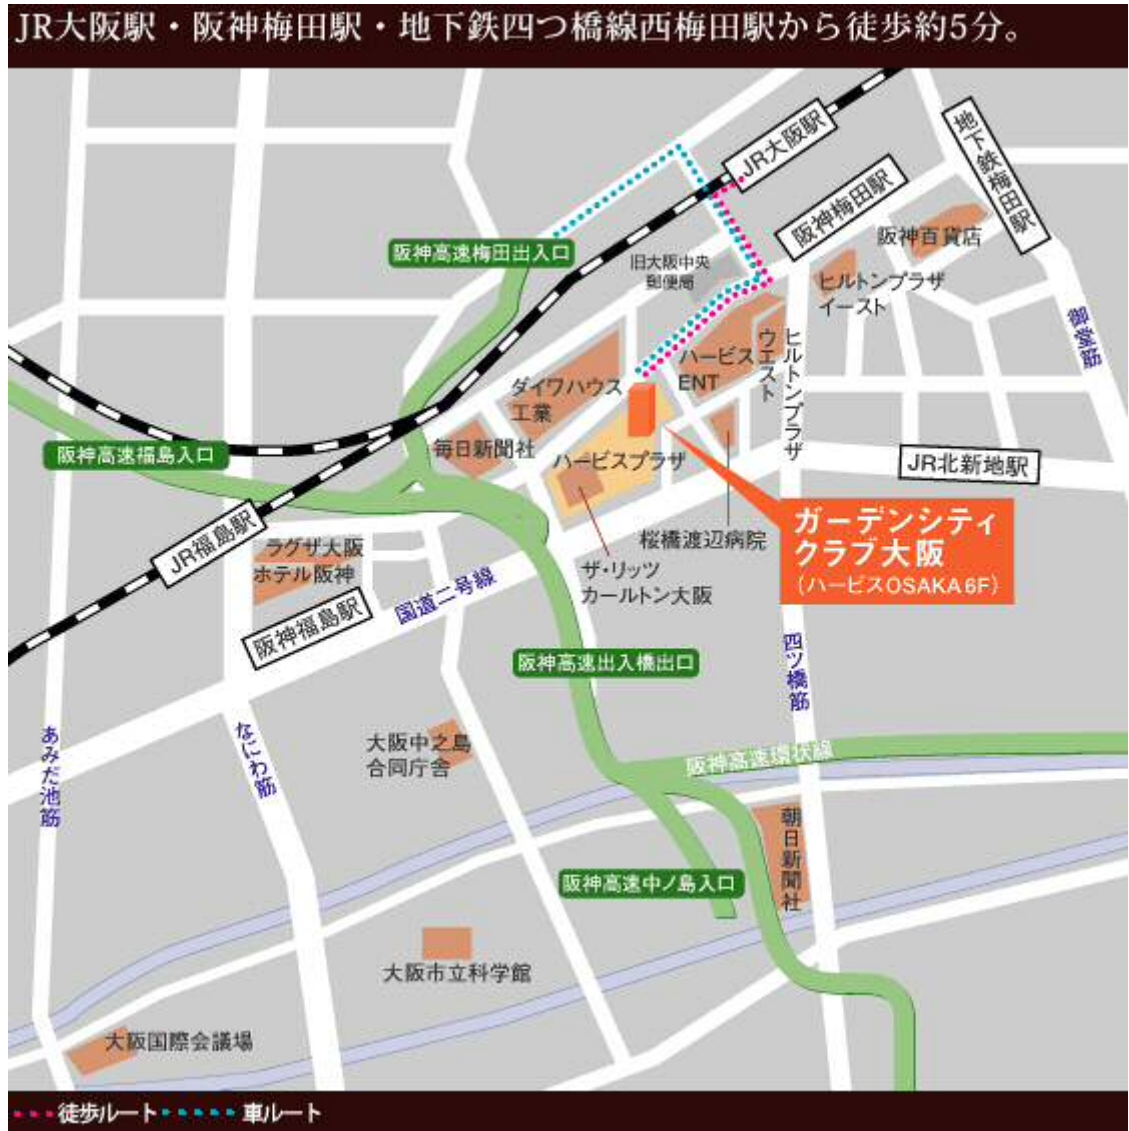 JR大阪駅・阪神梅田駅・地下鉄四つ橋線西梅田駅から徒歩約5分。
JR大阪駅
地下鉄梅田駅
阪神梅田駅
阪神百貨店
阪神高速梅田出入口
旧大阪中央
郵便局
ヒルトンプラザ
イースト
御堂筋
ハービス
ENT
ヒルトンプラザ
ウエスト
ダイワハウス
工業
毎日新聞社
阪神高速福島入口
ハービスプラザ
JR北新地駅
ガーデンシティ
クラブ大阪
(ハービスOSAKA6F)
JR福島駅
ラグザ大阪
ホテル阪神
桜橋渡辺病院
ザ・リッツ
カールトン大阪
国道二号線
阪神福島駅
阪神高速出入橋出口
四ツ橋筋
あみだ池筋
なにわ筋
大阪中之島
合同庁舎
阪神高速環状線
朝日新聞社
阪神高速中ノ島入口
大阪市立科学館
大阪国際会議場
徒歩ルート 車ルート